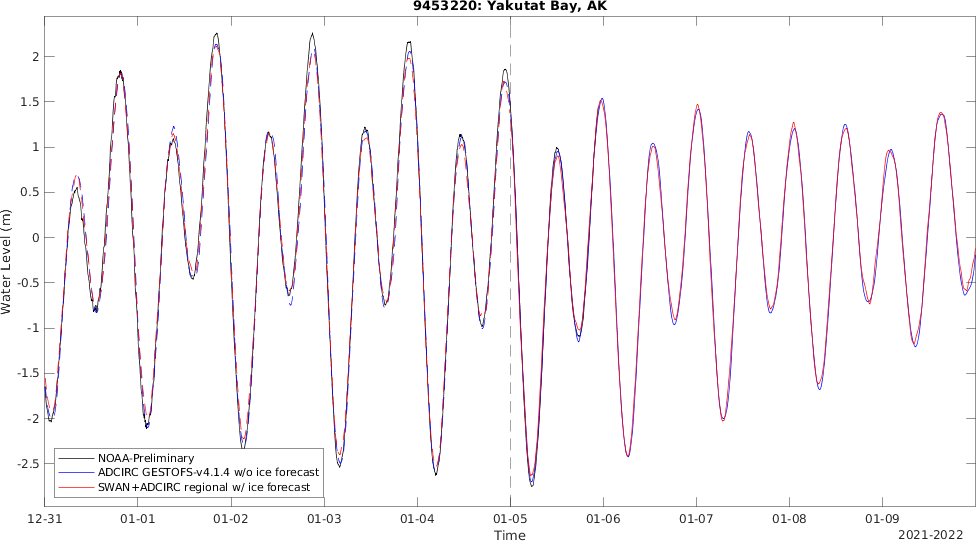 9453220: Yakutat Bay, AK
Water Level (m)
2
1.5
1
0.5
0
-0.5
-1
-1.5
-2
-2.5
NOAA-Preliminary
ADCIRC GESTOFS-v4.1.4 w/o ice forecast
SWAN+ADCIRC regional w/ ice forecast
12-31 01-01 01-02 01-03 01-04 01-05 01-06 01-07 01-08 01-09
Time
2021-2022